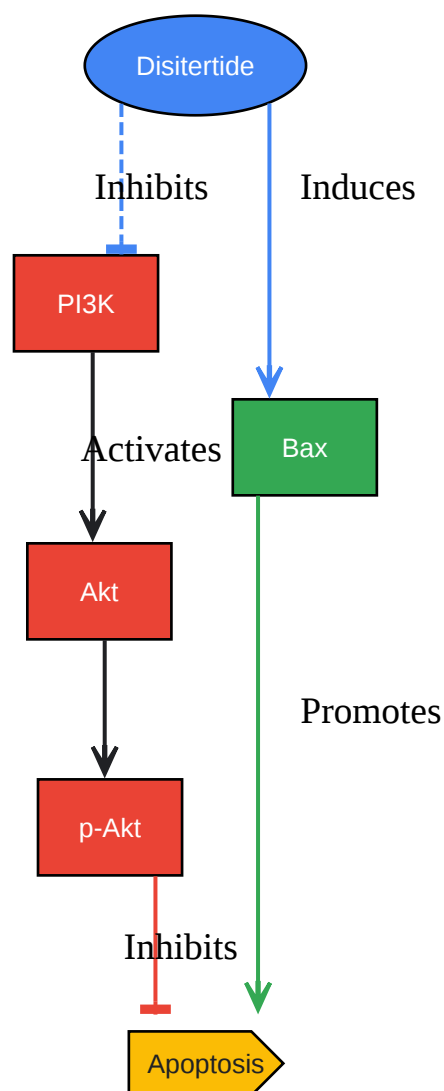 Disitertide
Inhibits
Induces
PI3K
Activates
Bax
Akt
Promotes
p-Akt
Inhibits
Apoptosis